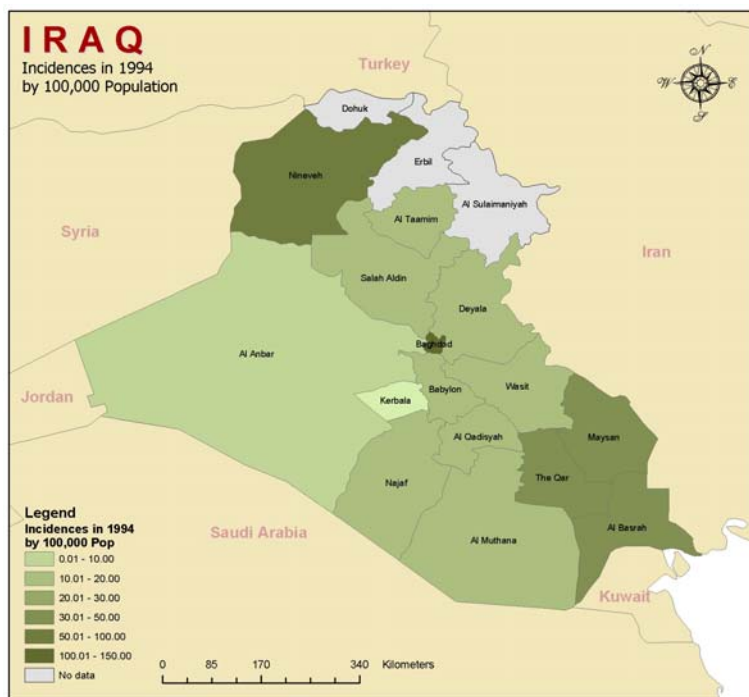 IRAQ
Incidences in 1994
by 100,000 Population
Turkey
N
W E
S
Dohuk
Erbil
Nineveh
Al Sulaimaniyah
Al Taamim
Syria
Iran
Salah Aldin
Deyala
Baghdad
Al Anbar
Wasit
Babylon
Kerbala
Jordan
Maysan
Al Qadisyah
The Qar
Najaf
Al Basrah
Saudi Arabia
Al Muthana
Kuwait
Legend
Incidences in 1994
by 100,000 Pop
0.01 - 10.00
10.01 - 20.00
20.01 - 30.00
30.01 - 50.00
50.01 - 100.00
100.01 - 150.00
No data
0 85 170 340 Kilometers